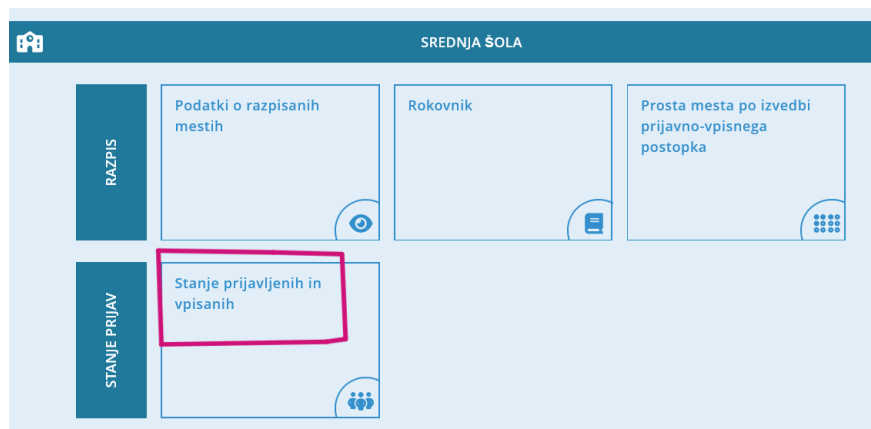 SREDNJA ŠOLA
RAZPIS
Podatki o razpisanih
mestih
Rokovnik
Prosta mesta po izvedbi
prijavno-vpisnega
postopka
STANJE PRIJAV
Stanje prijavljenih in
vpisanih